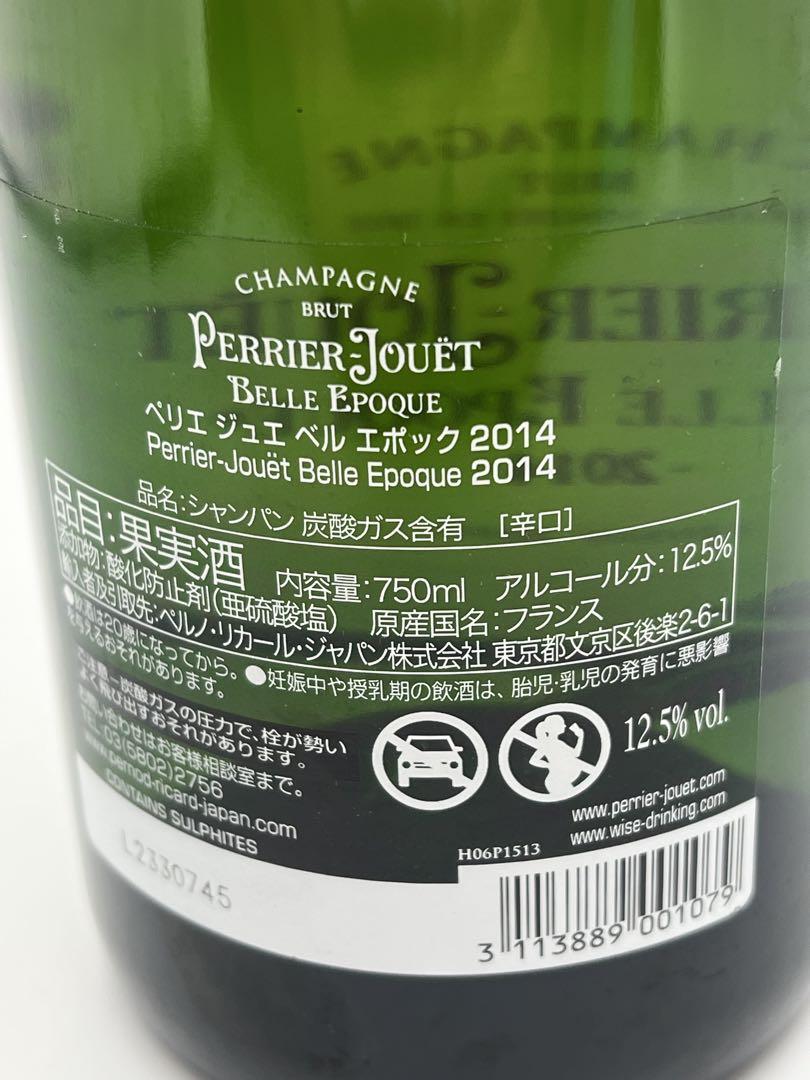 CHAMPAGNE
BRUT
PERRIER-JOUËT
BELLE EPOQUE
ペリエ ジュエ ベル エポック 2014
Perrier-Jouët Belle Epoque 2014
品名：シャンパン 炭酸ガス含有 ［辛口］
品目：果実酒 内容量：750ml アルコール分：12.5%
添加物：酸化防止剤（亜硫酸塩） 原産国名：フランス
輸入者及引取先：ペルノ・リカール・ジャパン株式会社 東京都文京区後楽2-6-1
●飲酒は20歳になってから。●妊娠中や授乳期の飲酒は、胎児・乳児の発育に悪影響
を与えるおそれがあります。
ご注意－炭酸ガスの圧力で、栓が勢い
よく飛び出すおそれがあります。
お問い合わせはお客様相談室まで。
TEL: 03(5802)2756
www.pernod-ricard-japan.com
CONTAINS SULPHITES
12.5% vol.
www.perrier-jouet.com
www.wise-drinking.com
H06P1513
L2330745
3 113889 001079
CHAMPAGNE
BRUT